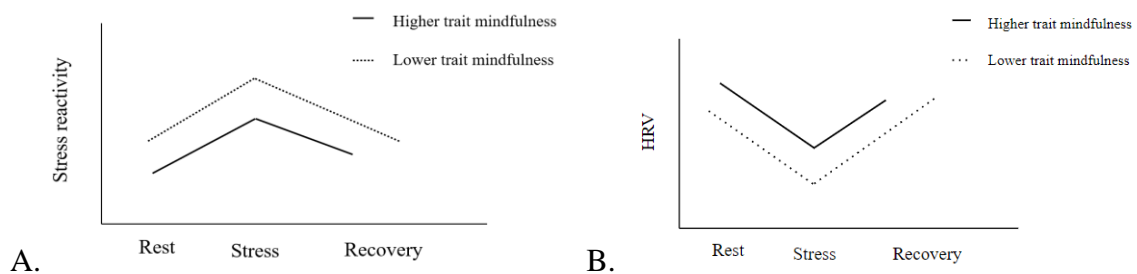 Higher trait mindfulness
Lower trait mindfulness
Stress reactivity
Rest
Stress
Recovery
A.
Higher trait mindfulness
Lower trait mindfulness
HRV
Rest
Stress
Recovery
B.